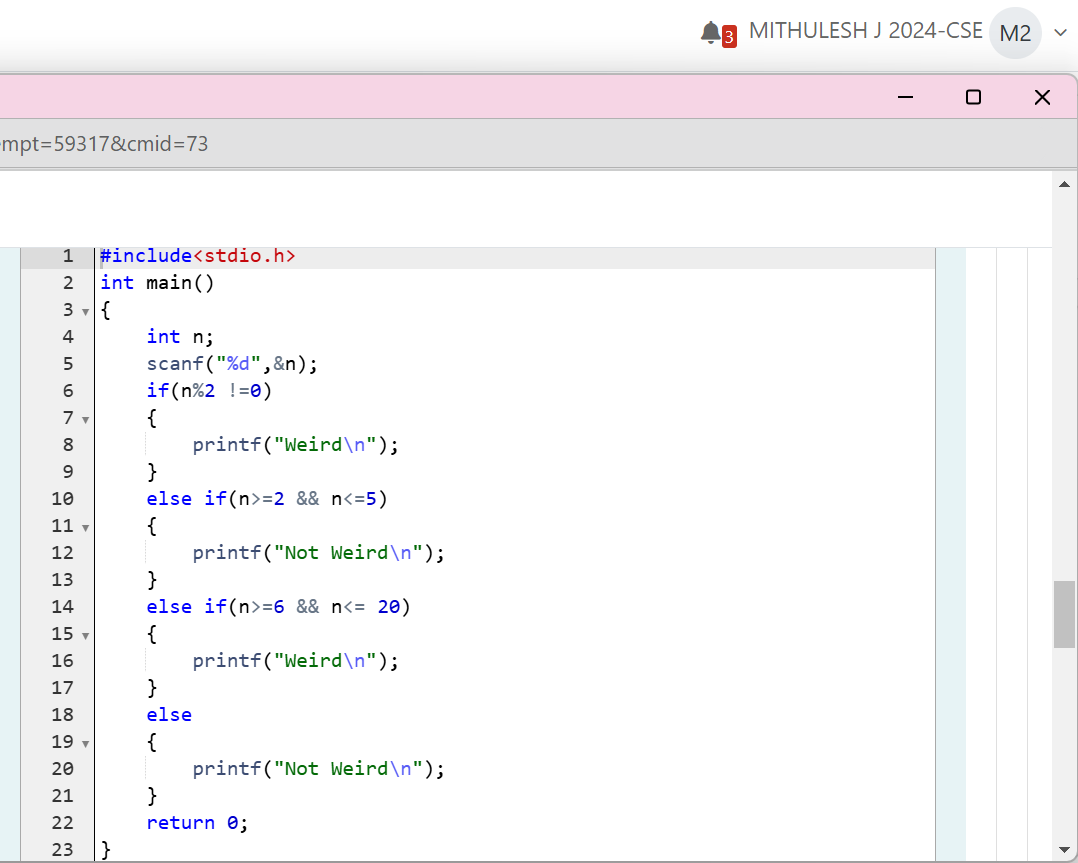 3 MITHULESH J 2024-CSE M2
empt=59317&cmid=73
1 #include<stdio.h>
2 int main()
3 {
4 int n;
5 scanf("%d",&n);
6 if(n%2 !=0)
7 {
8 printf("Weird\n");
9 }
10 else if(n>=2 && n<=5)
11 {
12 printf("Not Weird\n");
13 }
14 else if(n>=6 && n<= 20)
15 {
16 printf("Weird\n");
17 }
18 else
19 {
20 printf("Not Weird\n");
21 }
22 return 0;
23 }